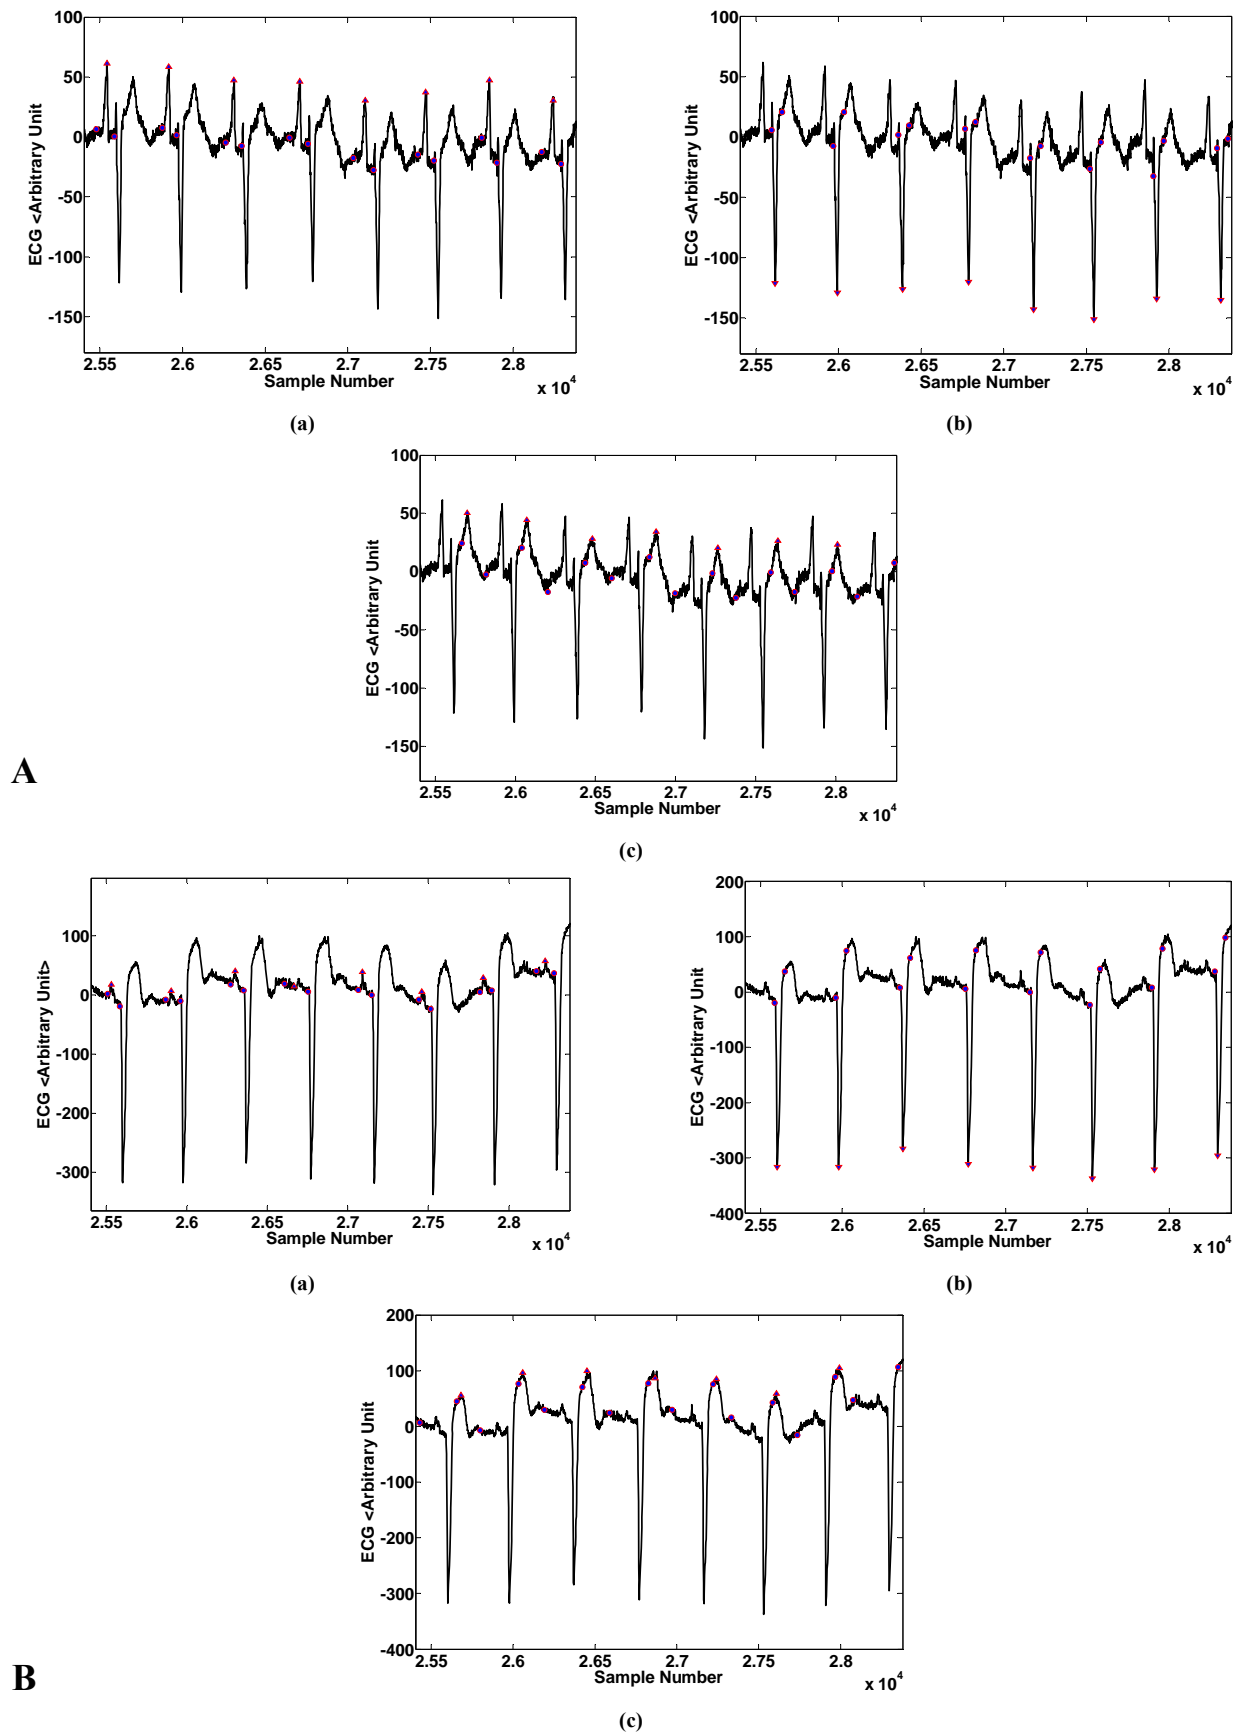 100
50
0
-50
-100
-150
ECG <Arbitrary Unit
2.55 2.6 2.65 2.7 2.75 2.8
Sample Number
x 10^4
(a)
100
50
0
-50
-100
-150
ECG <Arbitrary Unit
2.55 2.6 2.65 2.7 2.75 2.8
Sample Number
x 10^4
(b)
100
50
0
-50
-100
-150
ECG <Arbitrary Unit
2.55 2.6 2.65 2.7 2.75 2.8
Sample Number
x 10^4
A
(c)
100
0
-100
-200
-300
ECG <Arbitrary Unit>
2.55 2.6 2.65 2.7 2.75 2.8
Sample Number
x 10^4
(a)
200
100
0
-100
-200
-300
-400
ECG <Arbitrary Unit
2.55 2.6 2.65 2.7 2.75 2.8
Sample Number
x 10^4
(b)
200
100
0
-100
-200
-300
-400
ECG <Arbitrary Unit
2.55 2.6 2.65 2.7 2.75 2.8
Sample Number
x 10^4
B
(c)